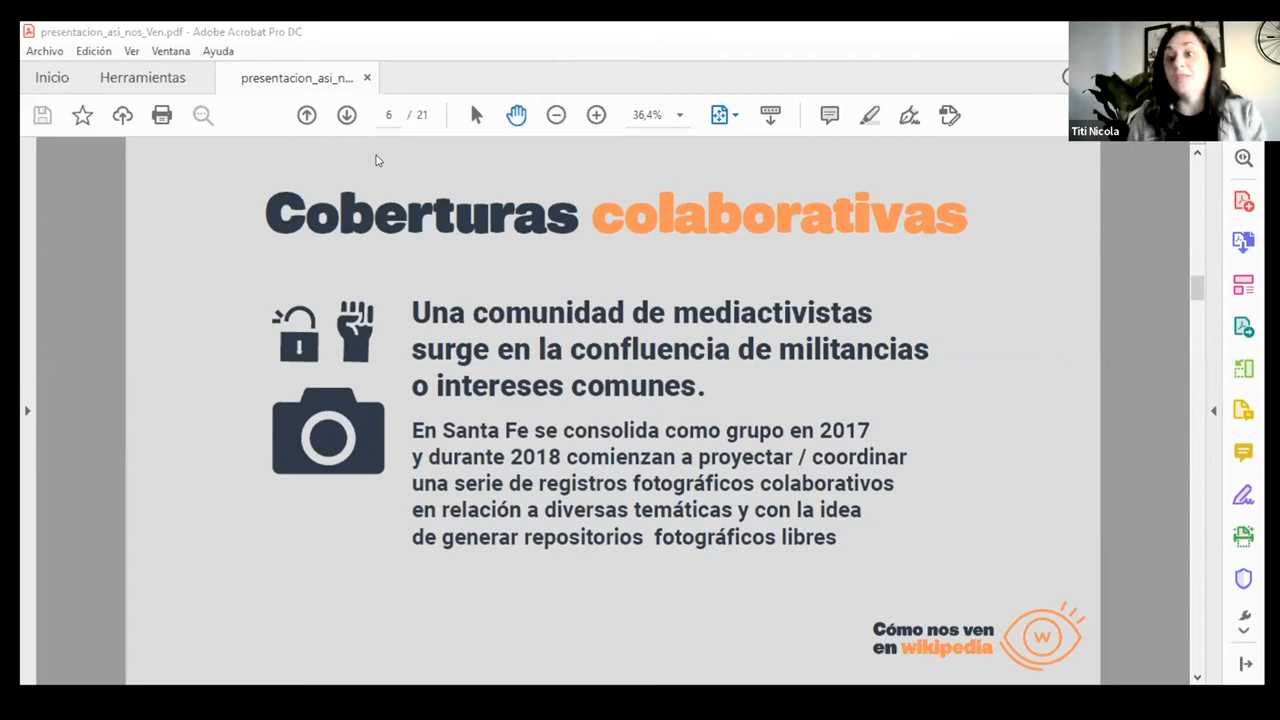 presentacion_asi_nos_Ven.pdf - Adobe Acrobat Pro DC
Archivo Edición Ver Ventana Ayuda
Inicio Herramientas presentacion_asi_n... ×
6 / 21 36,4%
Titi Nicola
Coberturas colaborativas
Una comunidad de mediactivistas
surge en la confluencia de militancias
o intereses comunes.
En Santa Fe se consolida como grupo en 2017
y durante 2018 comienzan a proyectar / coordinar
una serie de registros fotográficos colaborativos
en relación a diversas temáticas y con la idea
de generar repositorios fotográficos libres
Cómo nos ven
en wikipedia
W